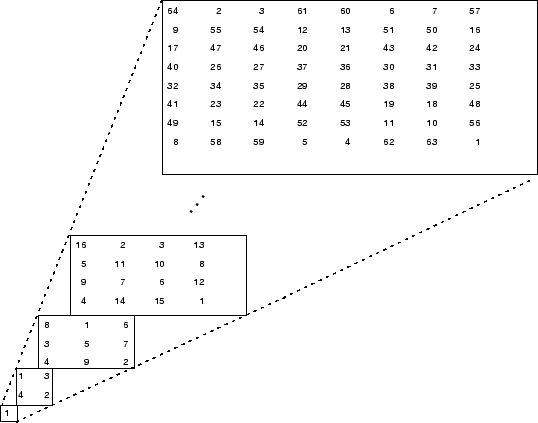 64 2 3 61 60 6 7 57
9 55 54 12 13 51 50 16
17 47 46 20 21 43 42 24
40 26 27 37 36 30 31 33
32 34 35 29 28 38 39 25
41 23 22 44 45 19 18 48
49 15 14 52 53 11 10 56
8 58 59 5 4 62 63 1
16 2 3 13
5 11 10 8
9 7 6 12
4 14 15 1
8 1 6
3 5 7
4 9 2
1 3
4 2
1